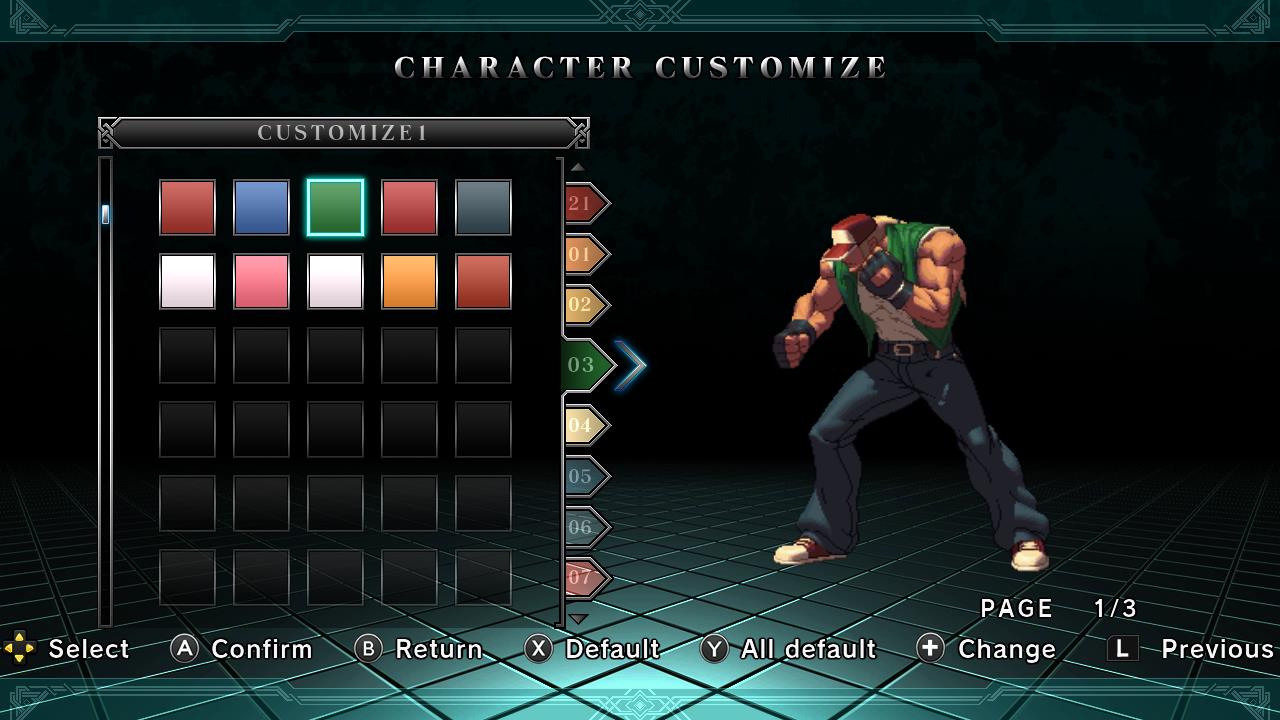 CHARACTER CUSTOMIZE
CUSTOMIZE1
21
01
02
03
04
05
06
07
PAGE 1/3
Select A Confirm B Return X Default Y All default + Change L Previous